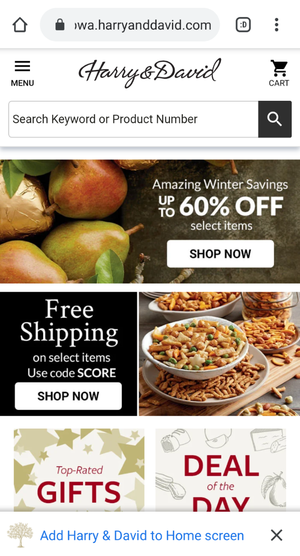 ɔwa.harryanddavid.com
:D
MENU
Harry & David
CART
Search Keyword or Product Number
Amazing Winter Savings
UP TO 60% OFF
select items
SHOP NOW
Free
Shipping
on select items
Use code SCORE
SHOP NOW
Top-Rated
GIFTS
DEAL
of the
DAY
Add Harry & David to Home screen